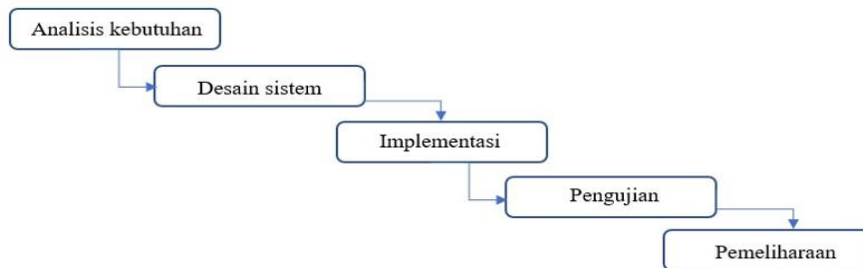 Analisis kebutuhan
Desain sistem
Implementasi
Pengujian
Pemeliharaan